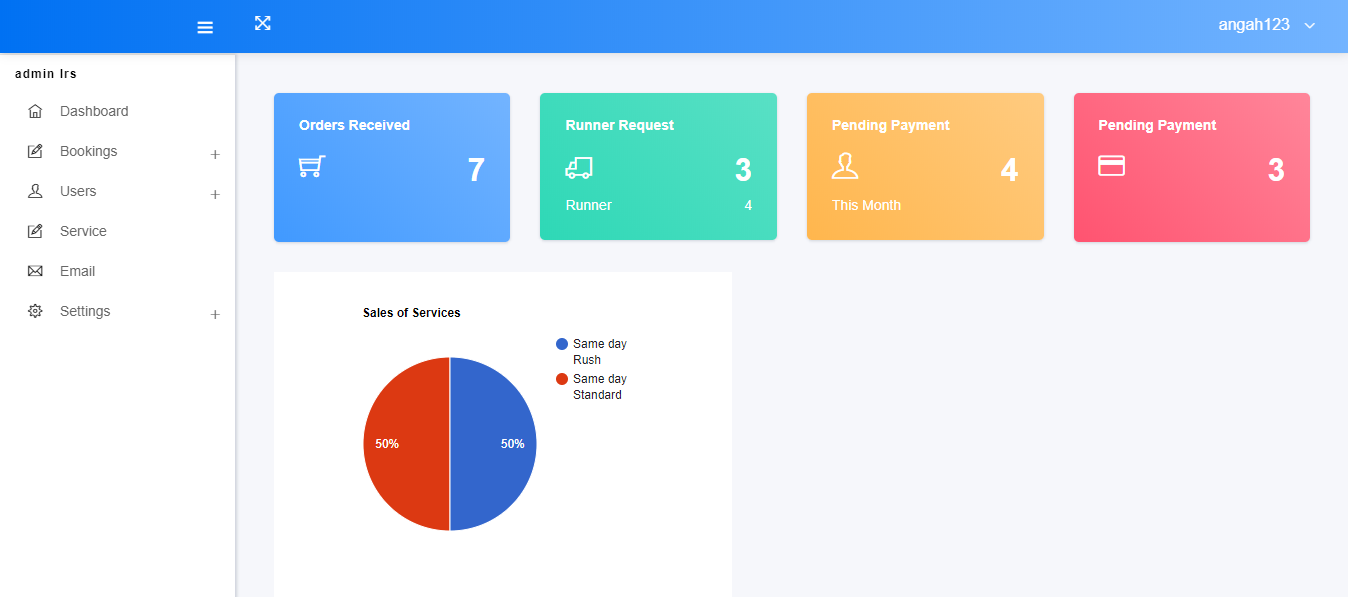 angah123
admin lrs
Dashboard
Bookings
+
Users
+
Service
Email
Settings
+
Orders Received
7
Runner Request
3
Runner 4
Pending Payment
4
This Month
Pending Payment
3
Sales of Services
Same day
Rush
Same day
Standard
50%
50%